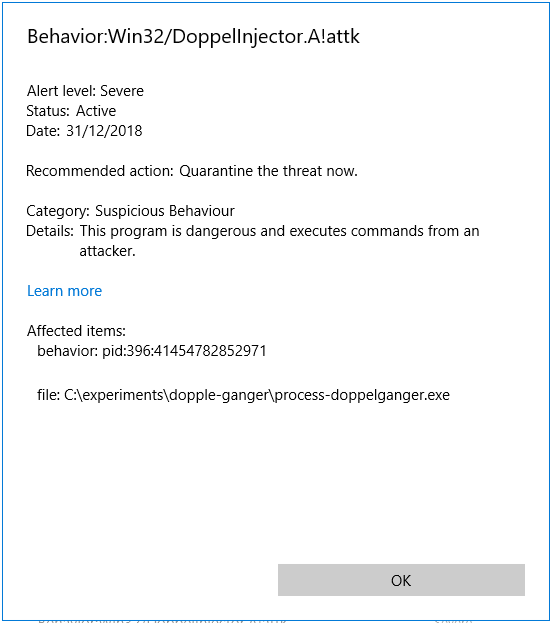 Behavior:Win32/DoppelInjector.A!attk
Alert level: Severe
Status: Active
Date: 31/12/2018
Recommended action: Quarantine the threat now.
Category: Suspicious Behaviour
Details: This program is dangerous and executes commands from an
attacker.
Learn more
Affected items:
behavior: pid:396:41454782852971
file: C:\experiments\dopple-ganger\process-doppelganger.exe
OK